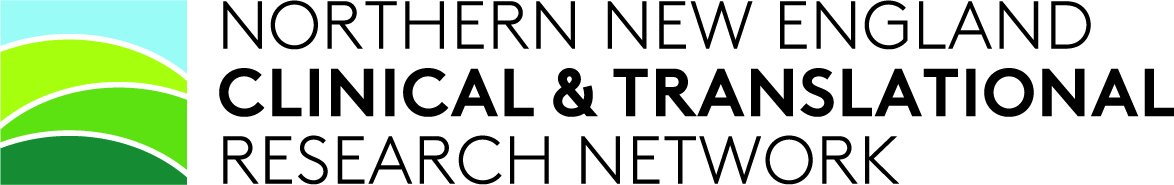 NORTHERN NEW ENGLAND
CLINICAL & TRANSLATIONAL
RESEARCH NETWORK